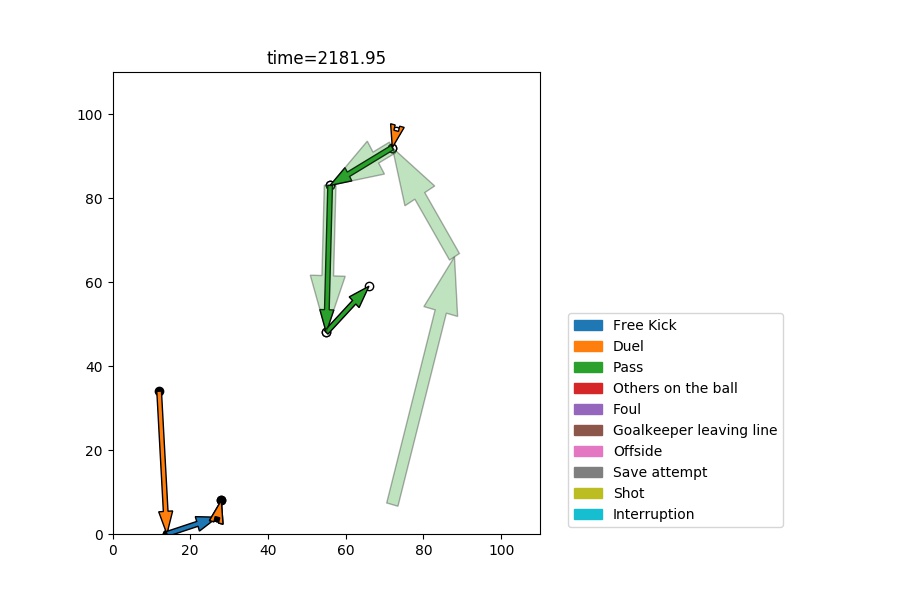 time=2181.95
100
80
60
40
20
0
0 20 40 60 80 100
Free Kick
Duel
Pass
Others on the ball
Foul
Goalkeeper leaving line
Offside
Save attempt
Shot
Interruption